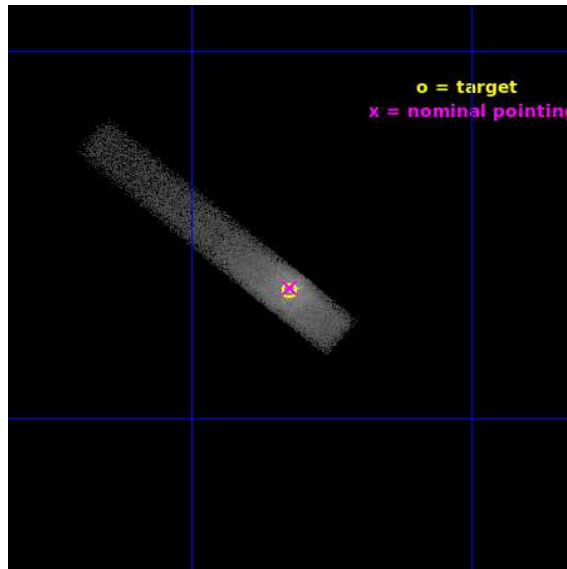 o = target
x = nominal pointing